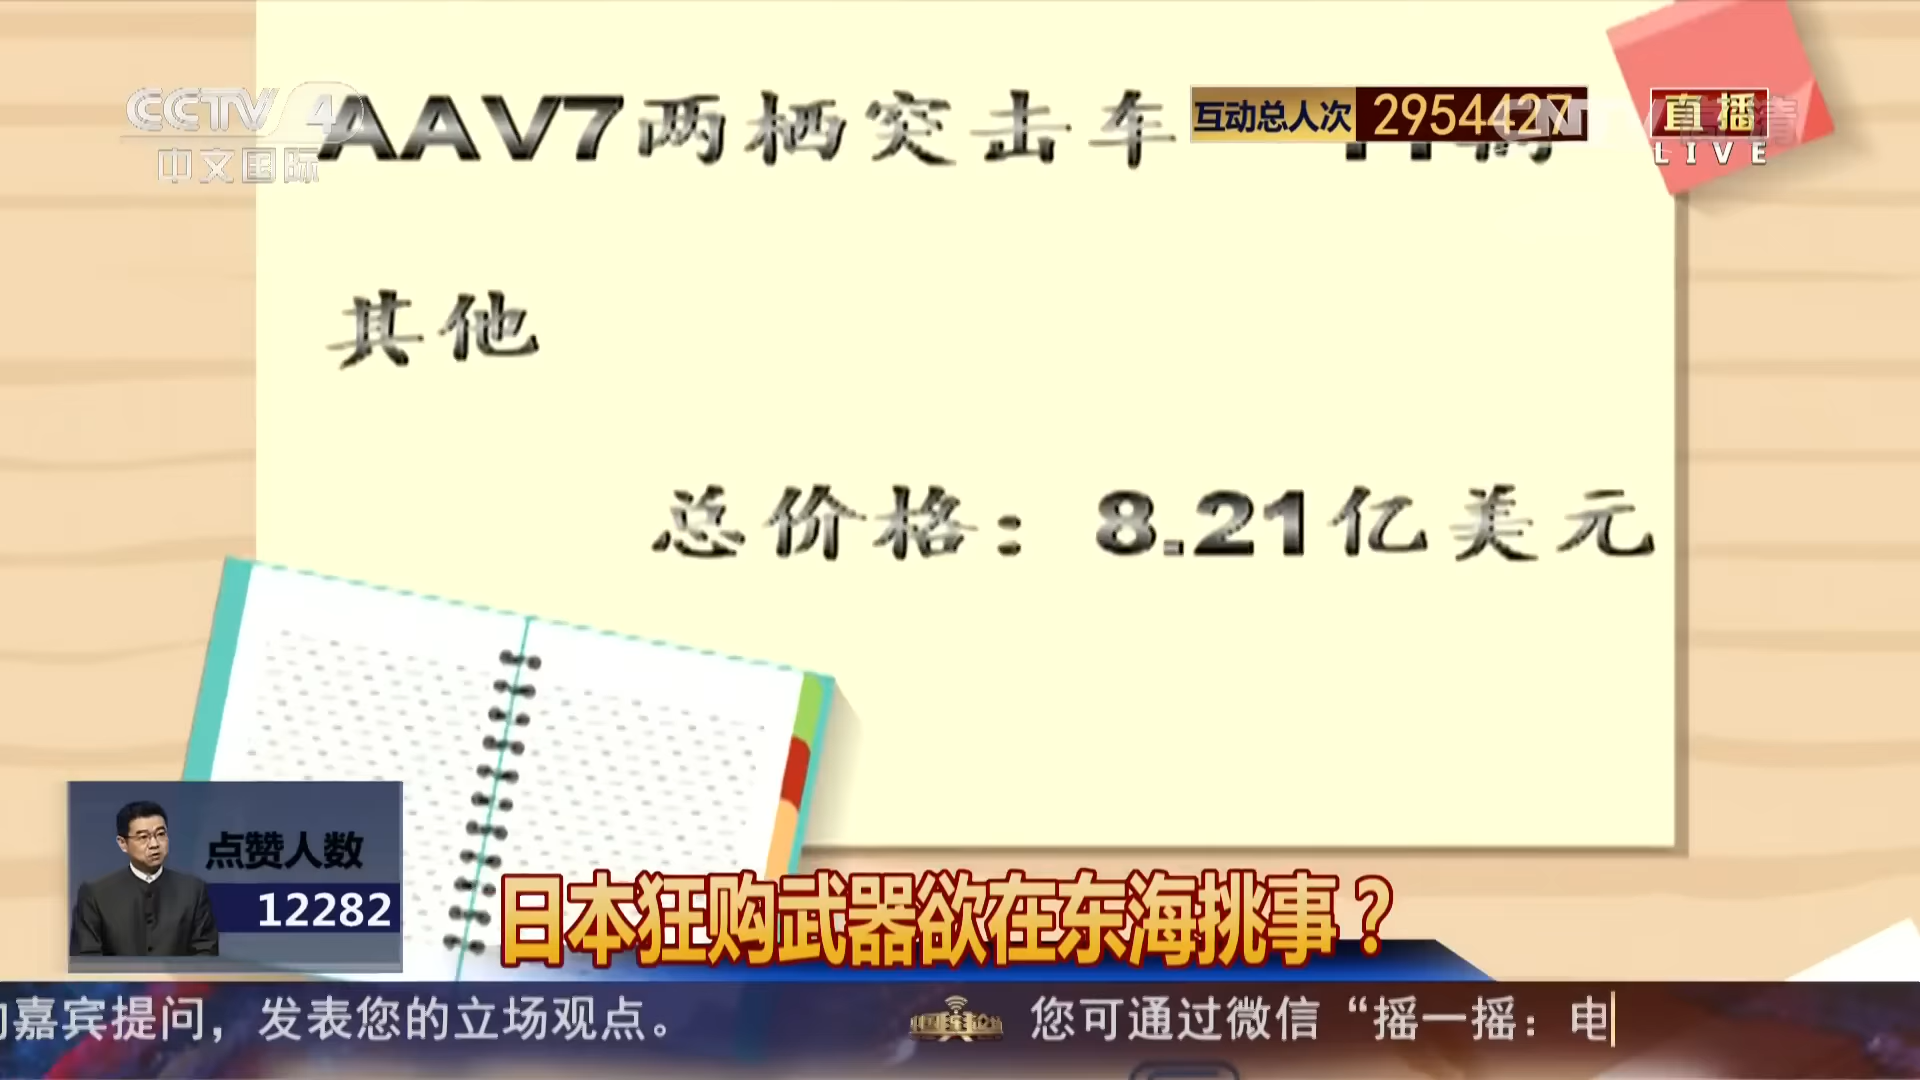 CCTV 4
中文国际
AAV7两栖突击车
互动总人次 2954427
直播
LIVE
其他
总价格：8.21亿美元
点赞人数
12282
日本狂购武器欲在东海挑事？
嘉宾提问，发表您的立场观点。
您可通过微信“摇一摇：电